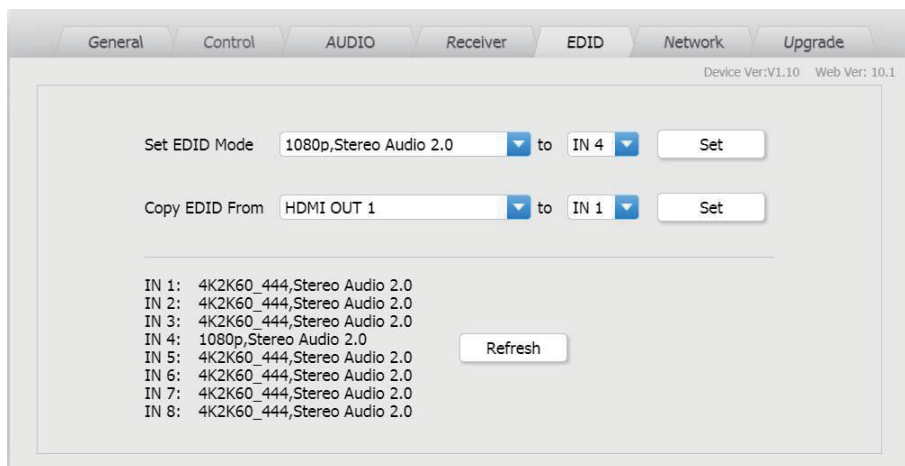 General Control AUDIO Receiver EDID Network Upgrade
Device Ver:V1.10 Web Ver: 10.1
Set EDID Mode 1080p,Stereo Audio 2.0 to IN 4 Set
Copy EDID From HDMI OUT 1 to IN 1 Set
IN 1: 4K2K60_444,Stereo Audio 2.0
IN 2: 4K2K60_444,Stereo Audio 2.0
IN 3: 4K2K60_444,Stereo Audio 2.0
IN 4: 1080p,Stereo Audio 2.0
Refresh
IN 5: 4K2K60_444,Stereo Audio 2.0
IN 6: 4K2K60_444,Stereo Audio 2.0
IN 7: 4K2K60_444,Stereo Audio 2.0
IN 8: 4K2K60_444,Stereo Audio 2.0